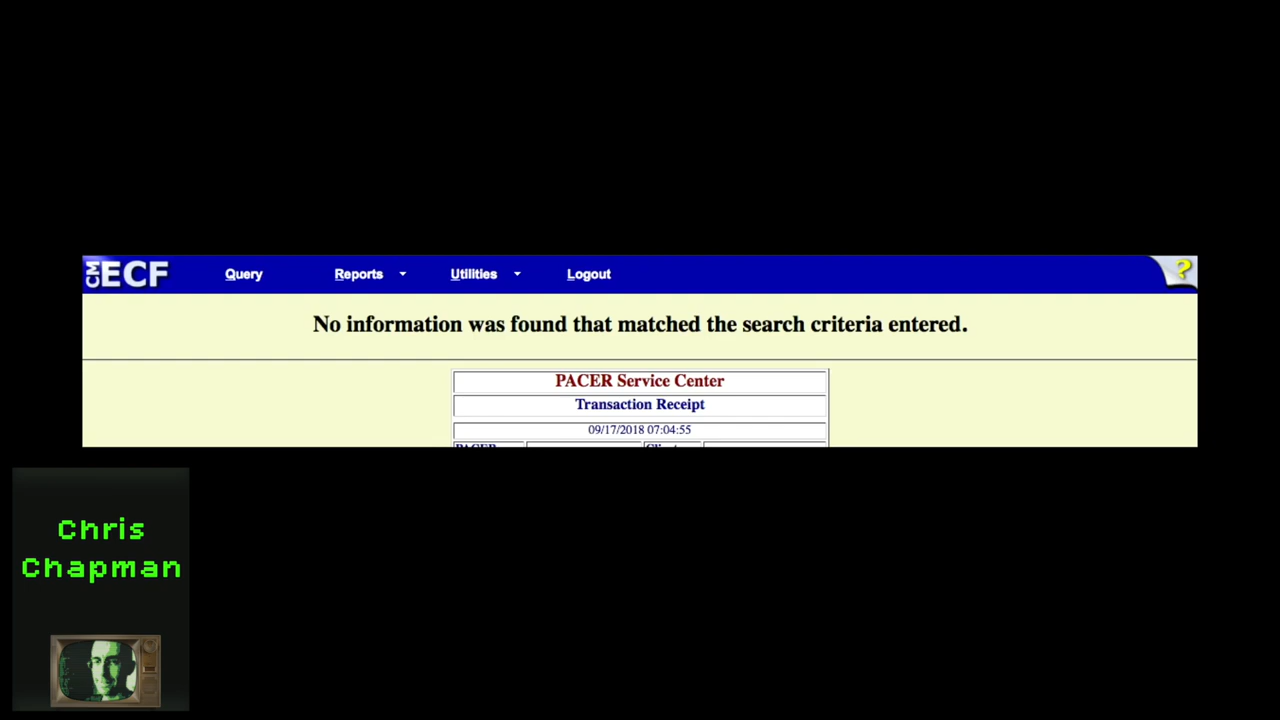 CM ECF Query Reports Utilities Logout ?
No information was found that matched the search criteria entered.
PACER Service Center
Transaction Receipt
09/17/2018 07:04:55
Chris
Chapman